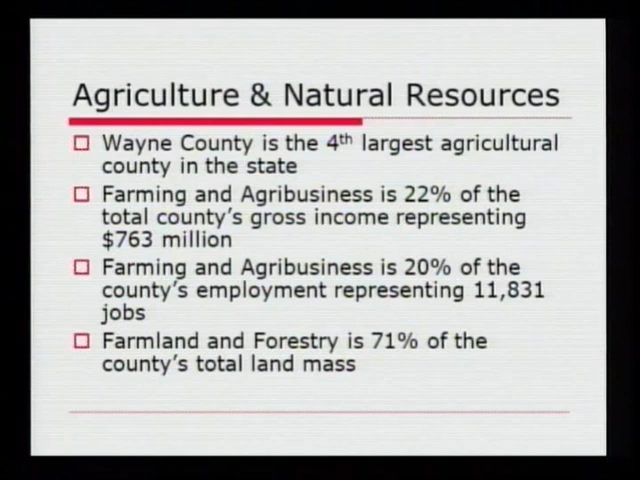 Agriculture & Natural Resources
Wayne County is the 4th largest agricultural
county in the state
Farming and Agribusiness is 22% of the
total county's gross income representing
$763 million
Farming and Agribusiness is 20% of the
county's employment representing 11,831
jobs
Farmland and Forestry is 71% of the
county's total land mass